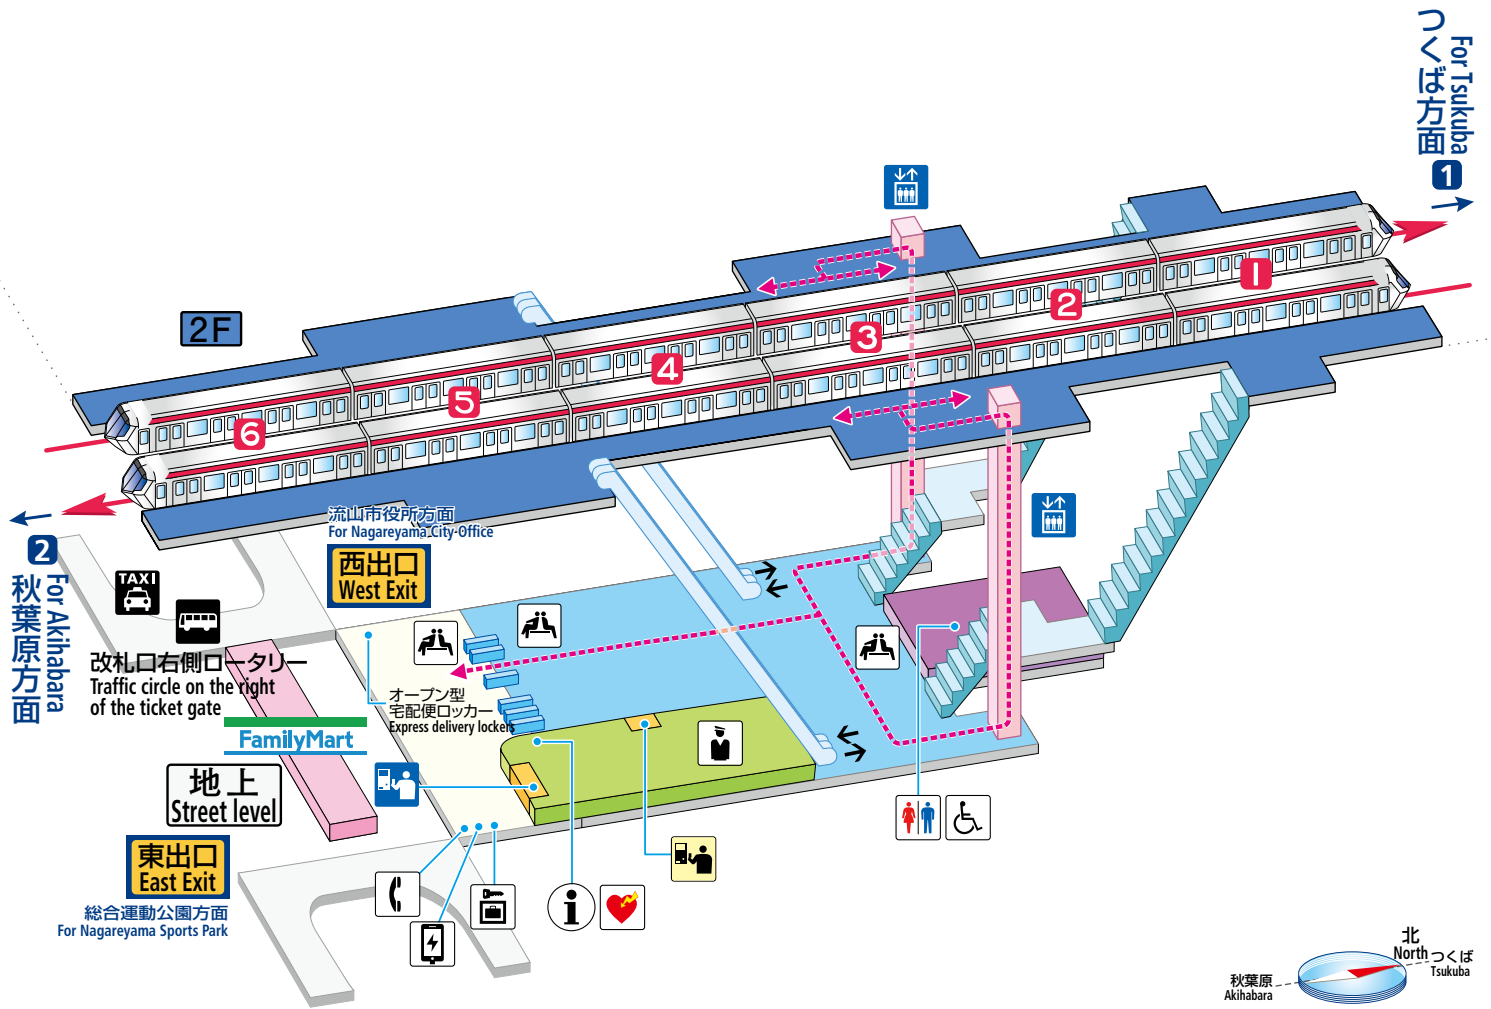 つくば方面
For Tsukuba
1
2F
1
2
3
4
5
6
2
秋葉原方面
For Akihabara
流山市役所方面
For Nagareyama City Office
西出口
West Exit
TAXI
改札口右側ロータリー
Traffic circle on the right
of the ticket gate
オープン型
宅配便ロッカー
Express delivery lockers
FamilyMart
地上
Street level
東出口
East Exit
総合運動公園方面
For Nagareyama Sports Park
i
北
North
つくば
Tsukuba
秋葉原
Akihabara